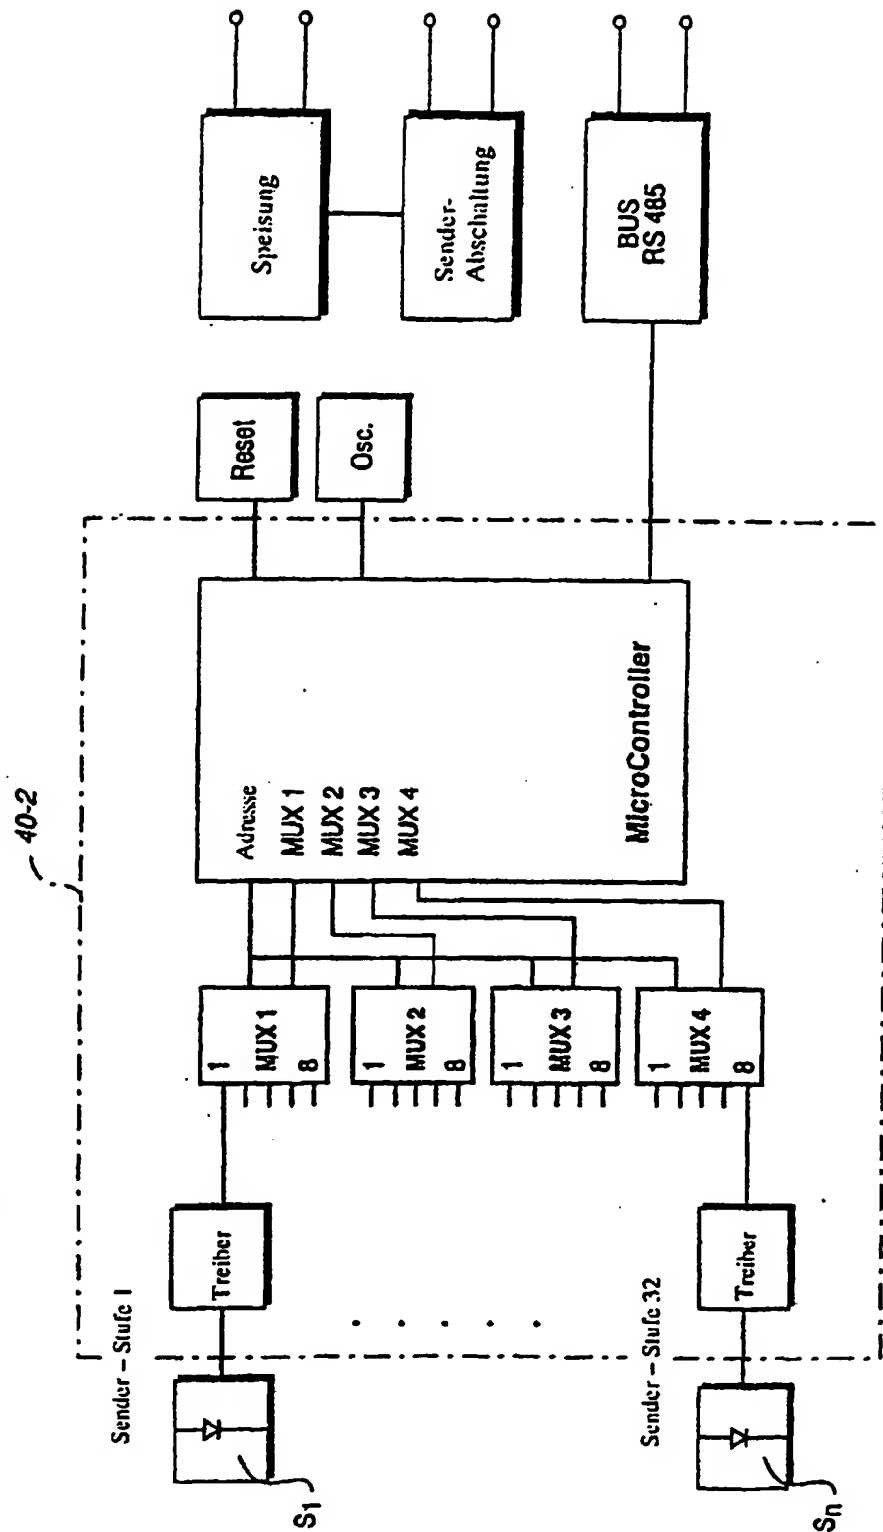 40-2
Sender – Stufe 1
S1
Treiber
1
MUX 1
8
1
MUX 2
8
1
MUX 3
8
1
MUX 4
8
Adresse
MUX 1
MUX 2
MUX 3
MUX 4
MicroController
Reset
Osc.
Speisung
Sender-
Abschaltung
BUS
RS 485
Sender – Stufe 32
Sn
Treiber